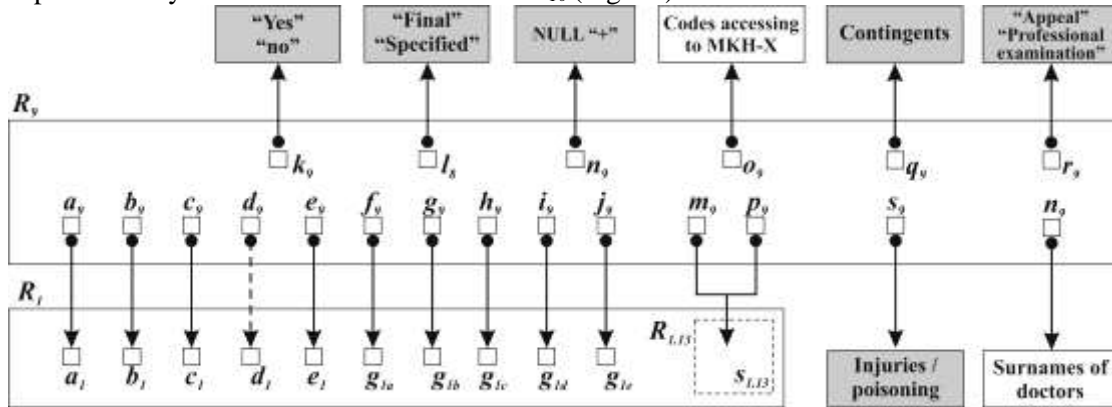 “Yes”
“no”
“Final”
“Specified”
NULL “+”
Codes accessing
to MKH-X
Contingents
“Appeal”
“Professional
examination”
R9
k9 l8 n9 o9 q9 r9
a9 b9 c9 d9 e9 f9 g9 h9 i9 j9 m9 p9 s9 n9
R1
R1.13
a1 b1 c1 d1 e1 g1a g1b g1c g1d g1e s1.13
Injuries /
poisoning
Surnames of
doctors